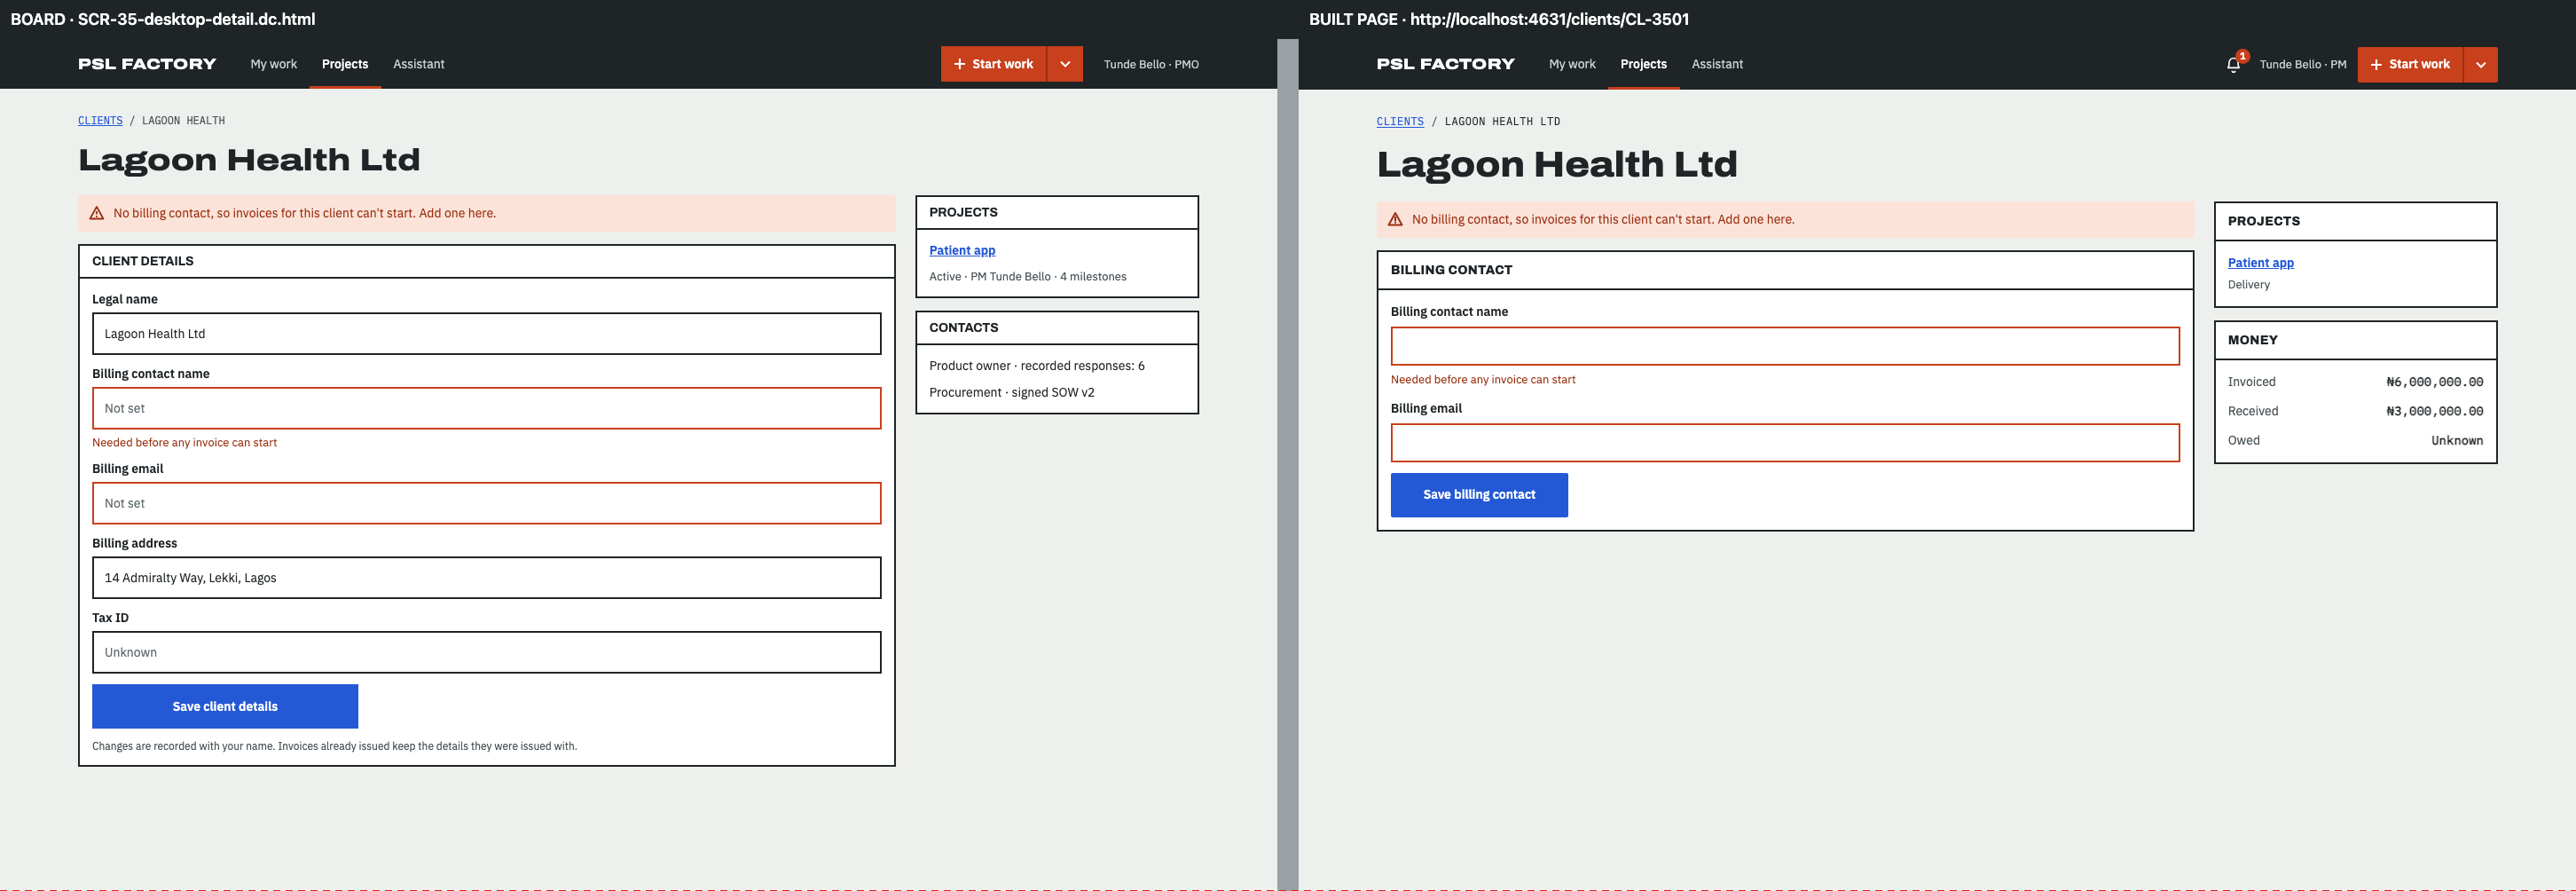 BOARD · SCR-35-desktop-detail.dc.html
PSL FACTORY My work Projects Assistant + Start work Tunde Bello · PMO
CLIENTS / LAGOON HEALTH
Lagoon Health Ltd
No billing contact, so invoices for this client can't start. Add one here.
CLIENT DETAILS
Legal name
Lagoon Health Ltd
Billing contact name
Not set
Needed before any invoice can start
Billing email
Not set
Billing address
14 Admiralty Way, Lekki, Lagos
Tax ID
Unknown
Save client details
Changes are recorded with your name. Invoices already issued keep the details they were issued with.
PROJECTS
Patient app
Active · PM Tunde Bello · 4 milestones
CONTACTS
Product owner · recorded responses: 6
Procurement · signed SOW v2
BUILT PAGE · http://localhost:4631/clients/CL-3501
PSL FACTORY My work Projects Assistant 1 Tunde Bello · PM + Start work
CLIENTS / LAGOON HEALTH LTD
Lagoon Health Ltd
No billing contact, so invoices for this client can't start. Add one here.
BILLING CONTACT
Billing contact name
Needed before any invoice can start
Billing email
Save billing contact
PROJECTS
Patient app
Delivery
MONEY
Invoiced ₦6,000,000.00
Received ₦3,000,000.00
Owed Unknown